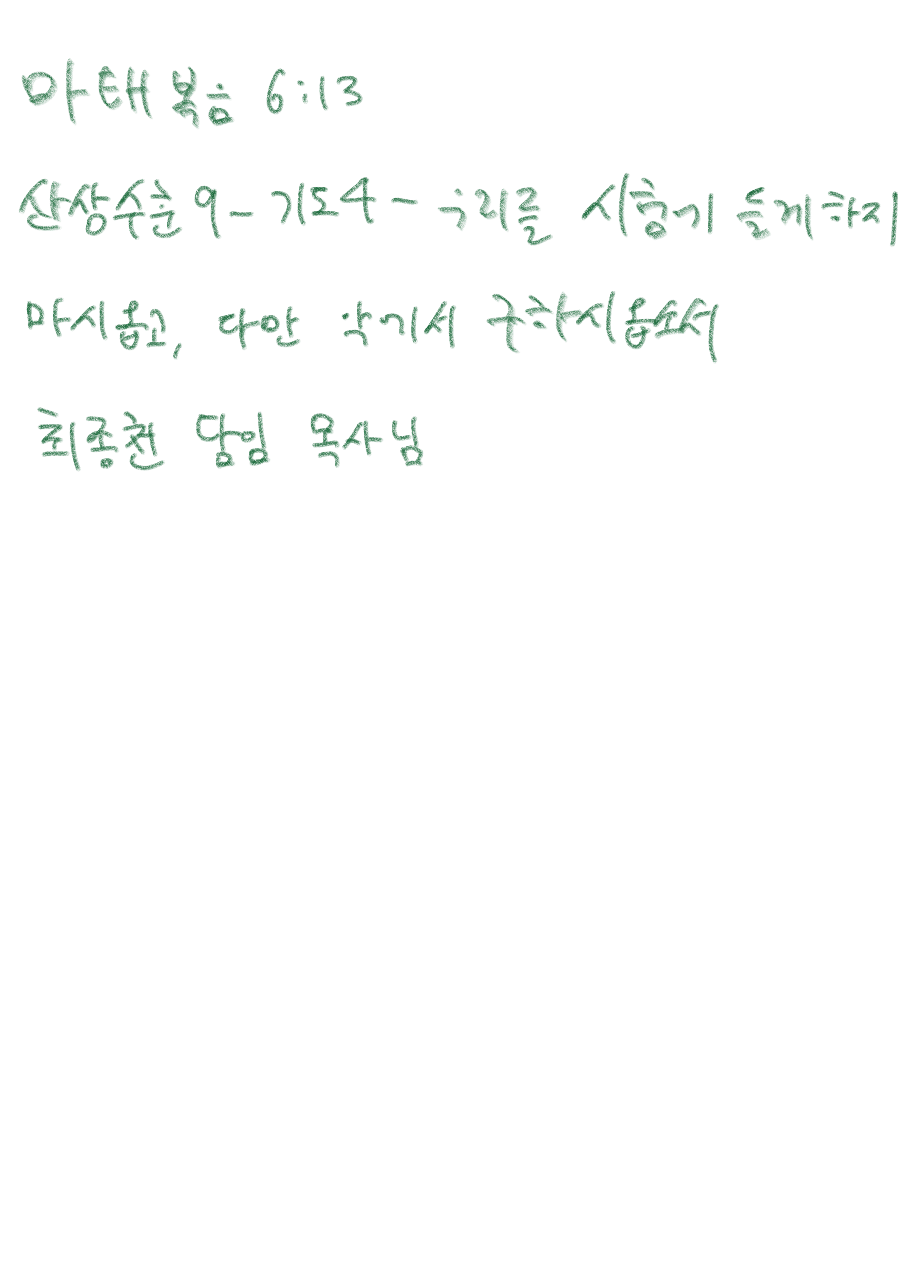 마태복음 6:13
산상수훈 9 - 기도4 - 우리를 시험에 들게하지
마시옵고, 다만 악에서 구하시옵소서
최종천 담임 목사님